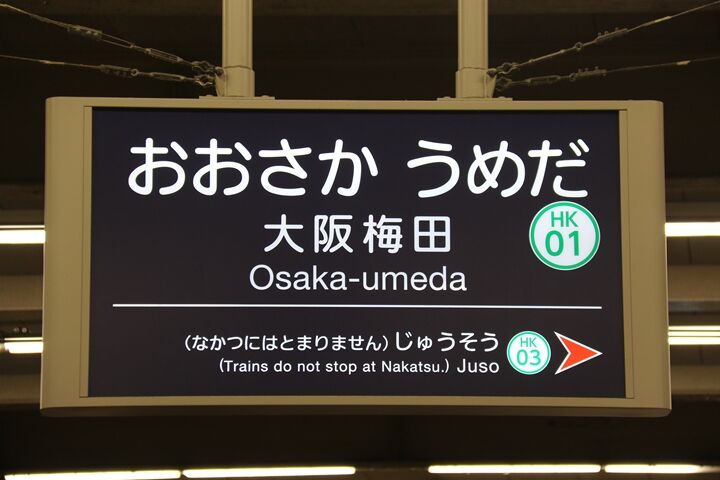 おおさか うめだ
大阪梅田
HK
01
Osaka-umeda
(なかつにはとまりません)じゅうそう
(Trains do not stop at Nakatsu.) Juso
HK
03